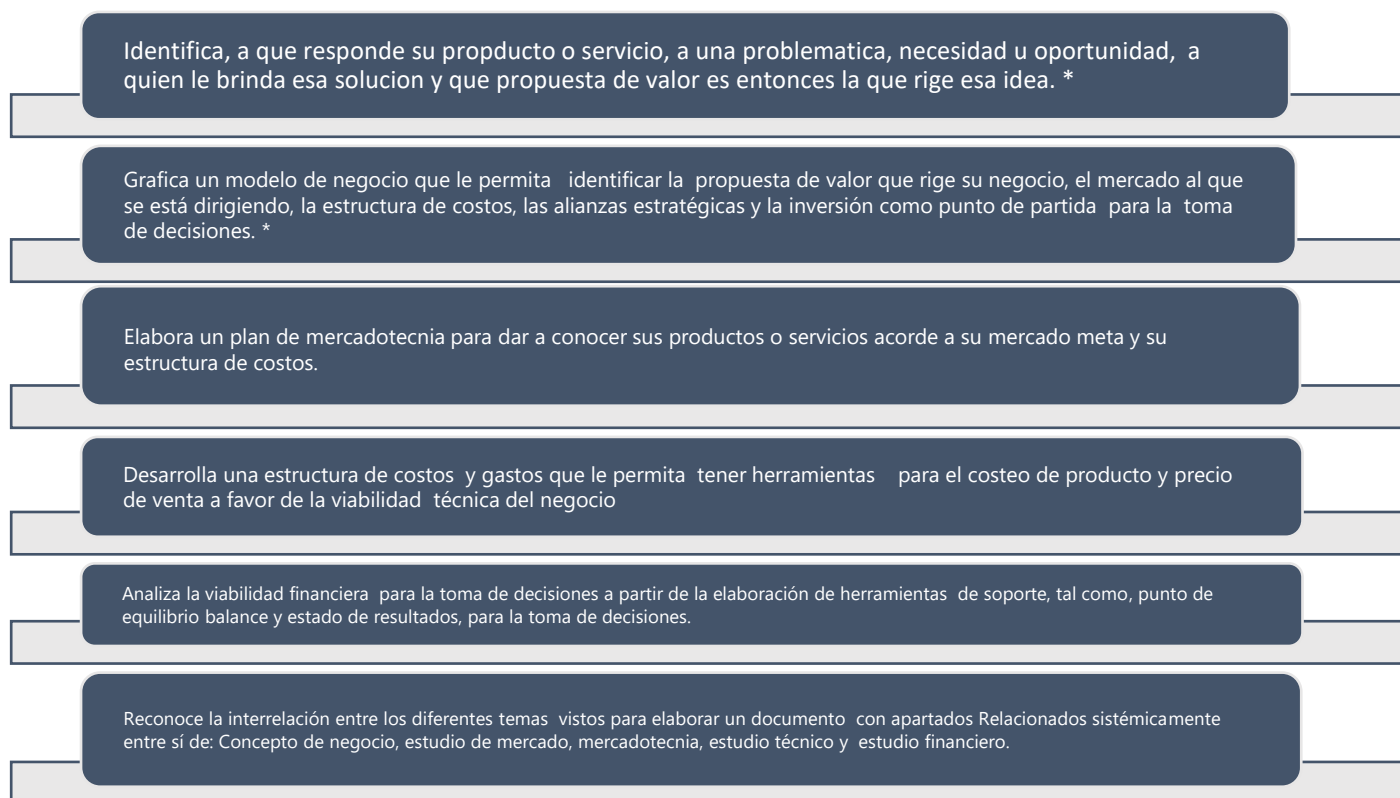 Identifica, a que responde su propducto o servicio, a una problematica, necesidad u oportunidad, a
quien le brinda esa solucion y que propuesta de valor es entonces la que rige esa idea. *
Grafica un modelo de negocio que le permita identificar la propuesta de valor que rige su negocio, el mercado al que
se está dirigiendo, la estructura de costos, las alianzas estratégicas y la inversión como punto de partida para la toma
de decisiones. *
Elabora un plan de mercadotecnia para dar a conocer sus productos o servicios acorde a su mercado meta y su
estructura de costos.
Desarrolla una estructura de costos y gastos que le permita tener herramientas para el costeo de producto y precio
de venta a favor de la viabilidad técnica del negocio
Analiza la viabilidad financiera para la toma de decisiones a partir de la elaboración de herramientas de soporte, tal como, punto de
equilibrio balance y estado de resultados, para la toma de decisiones.
Reconoce la interrelación entre los diferentes temas vistos para elaborar un documento con apartados Relacionados sistémicamente
entre sí de: Concepto de negocio, estudio de mercado, mercadotecnia, estudio técnico y estudio financiero.